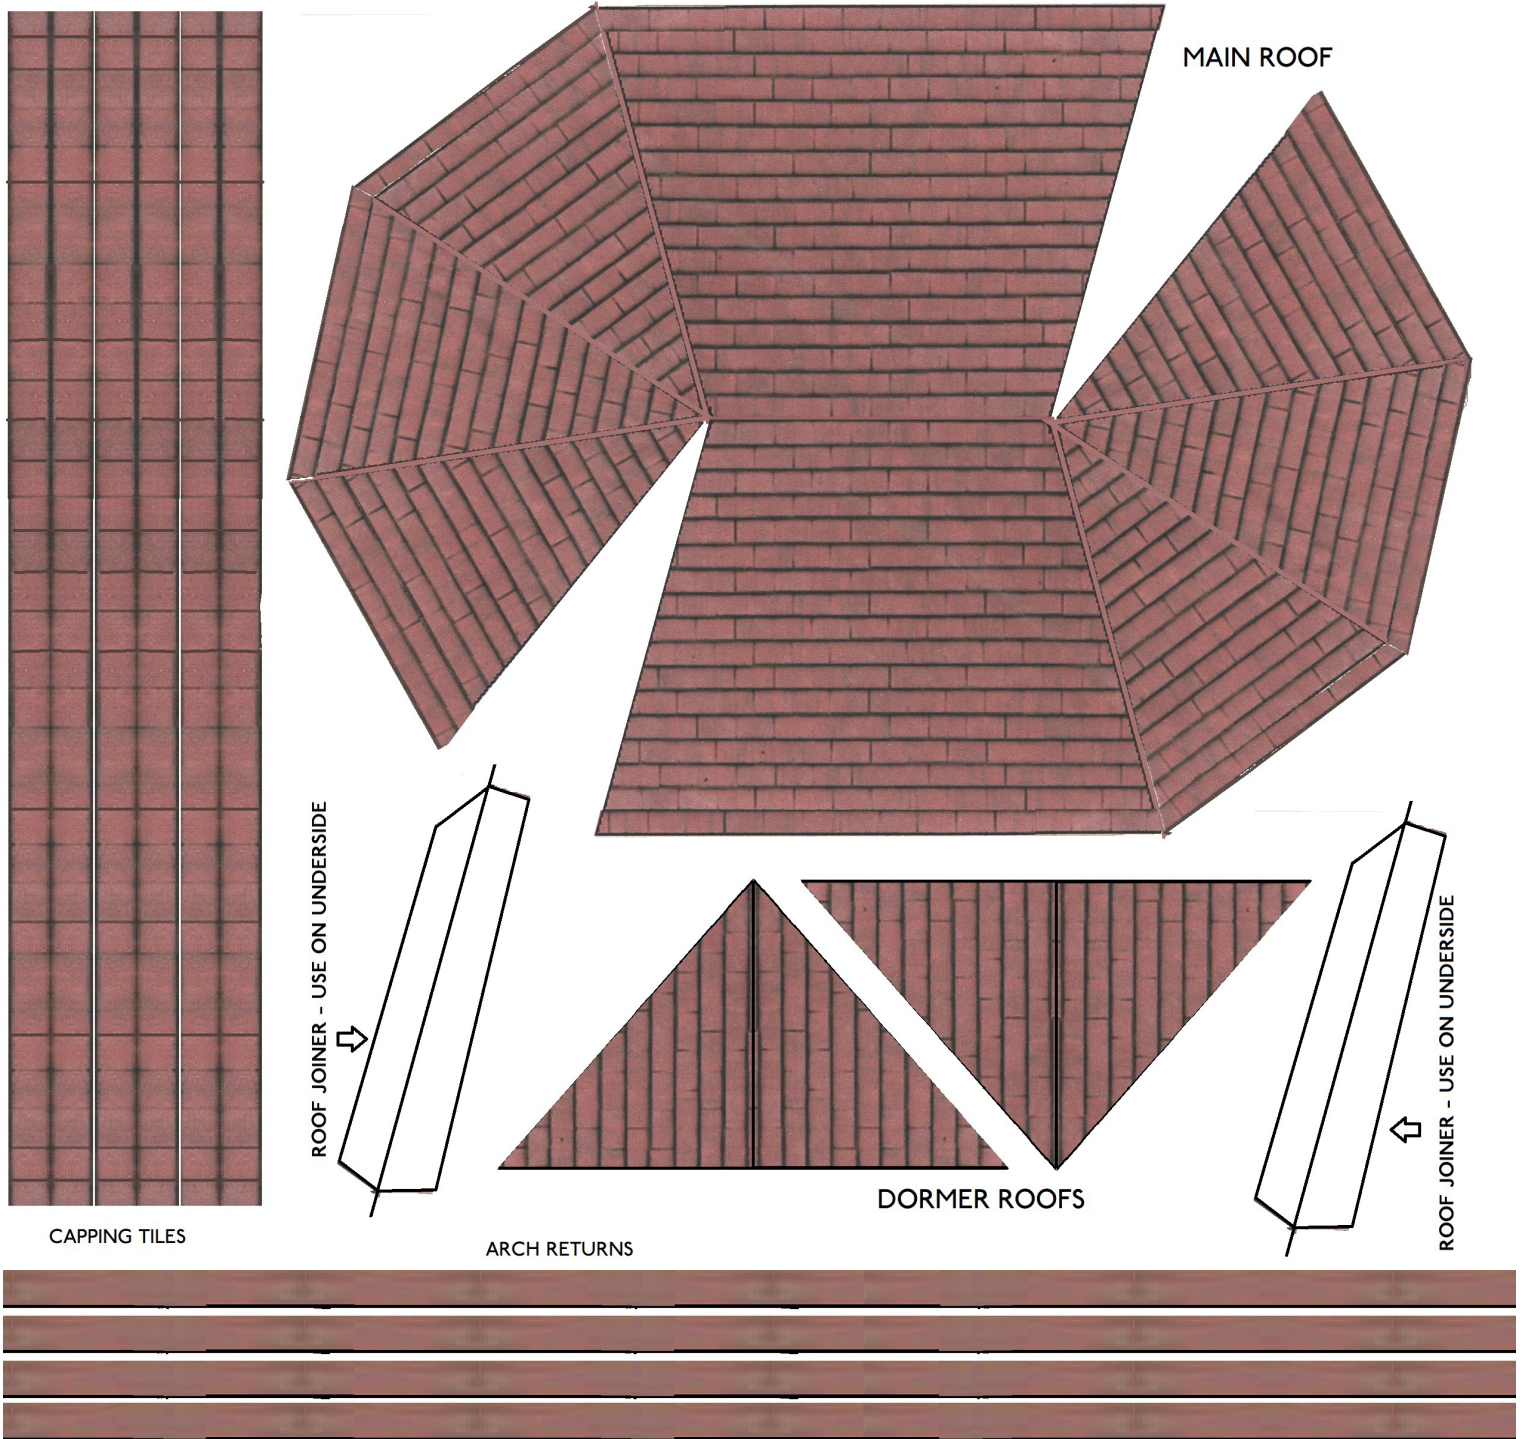 MAIN ROOF
ROOF JOINER - USE ON UNDERSIDE
ROOF JOINER - USE ON UNDERSIDE
DORMER ROOFS
CAPPING TILES
ARCH RETURNS